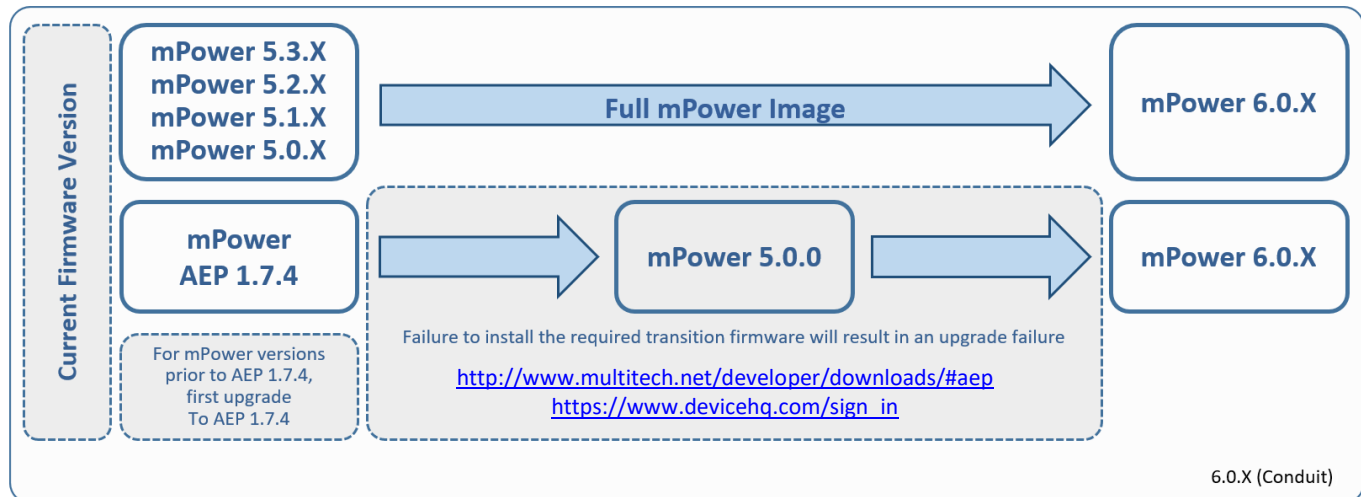 Current Firmware Version
mPower 5.3.X
mPower 5.2.X
mPower 5.1.X
mPower 5.0.X
Full mPower Image
mPower 6.0.X
mPower
AEP 1.7.4
mPower 5.0.0
mPower 6.0.X
For mPower versions
prior to AEP 1.7.4,
first upgrade
To AEP 1.7.4
Failure to install the required transition firmware will result in an upgrade failure
http://www.multitech.net/developer/downloads/#aep
https://www.devicehq.com/sign_in
6.0.X (Conduit)